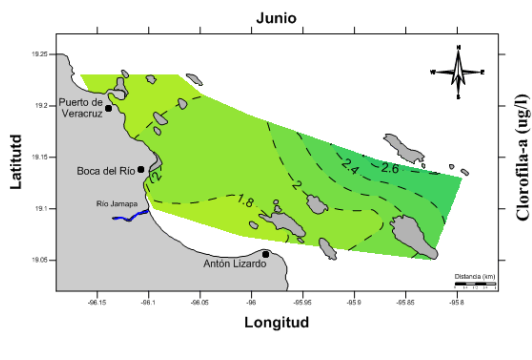 Junio
19.25
19.2
19.15
19.1
19.05
Latitutd
Puerto de
Veracruz
Boca del Río
Río Jamapa
Antón Lizardo
2
1.8
2
2.4
2.6
N
W
E
S
Clorofila-a (ug/l)
Distancia (km)
-96.15
-96.1
-96.05
-96
-95.95
-95.9
-95.85
-95.8
Longitud